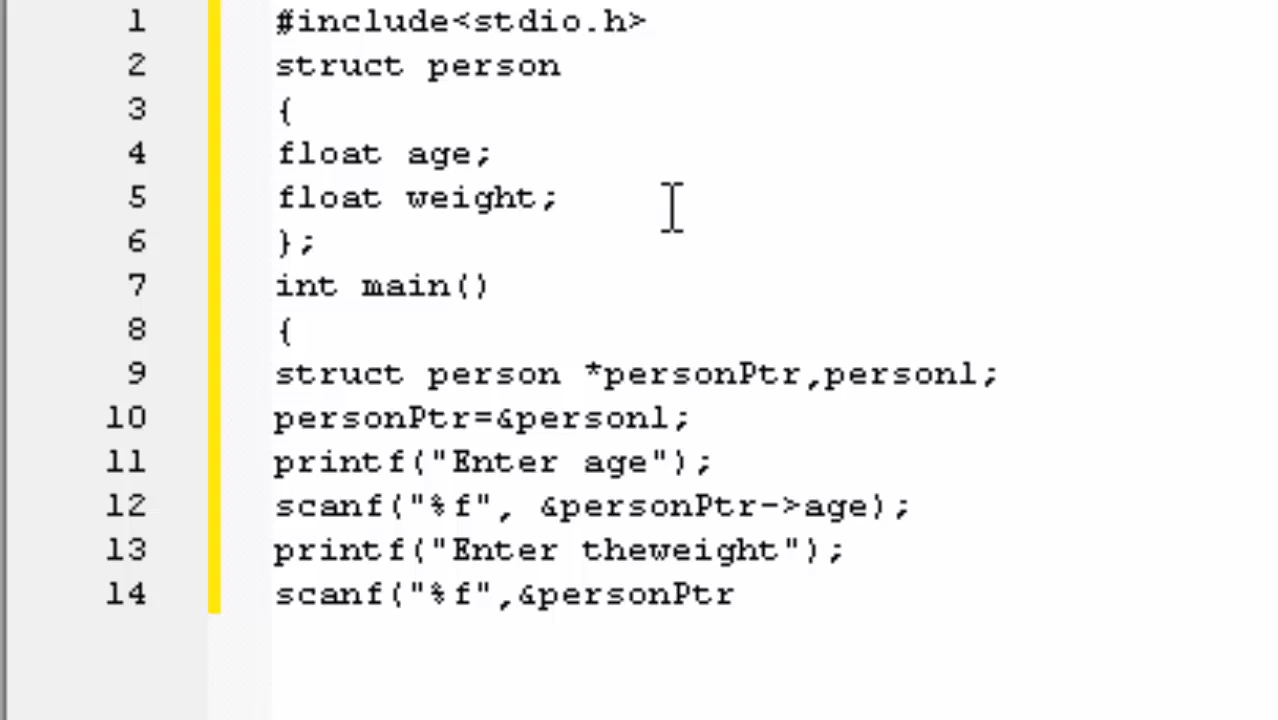 1 #include<stdio.h>
2 struct person
3 {
4 float age;
5 float weight;
6 };
7 int main()
8 {
9 struct person *personPtr,person1;
10 personPtr=&person1;
11 printf("Enter age");
12 scanf("%f", &personPtr->age);
13 printf("Enter theweight");
14 scanf("%f",&personPtr